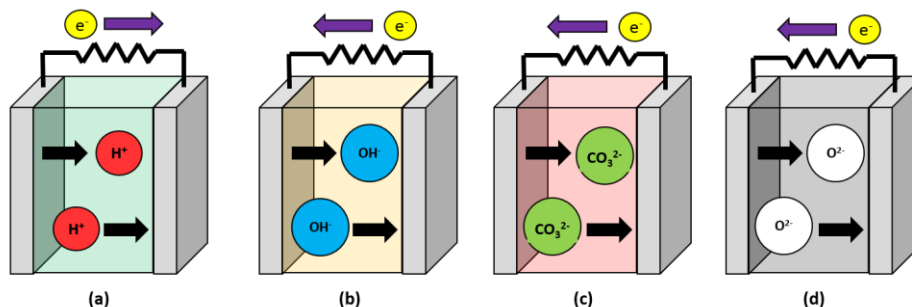 e⁻ e⁻ e⁻ e⁻
H⁺ OH⁻ CO₃²⁻ O²⁻
H⁺ OH⁻ CO₃²⁻ O²⁻
(a) (b) (c) (d)